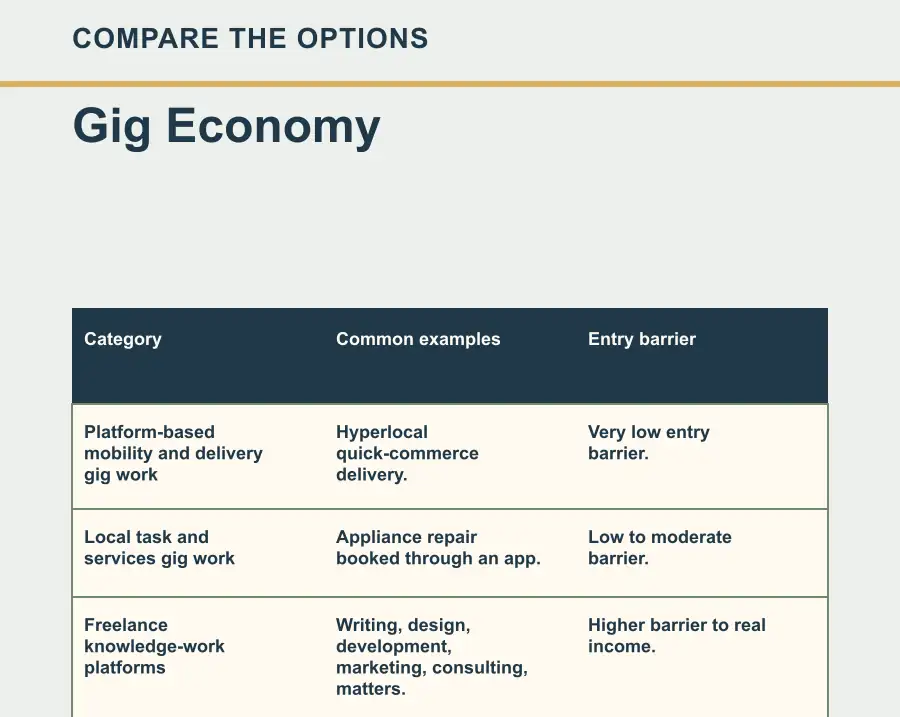 COMPARE THE OPTIONS
Gig Economy
Category
Common examples
Entry barrier
Platform-based
mobility and delivery
gig work
Hyperlocal
quick-commerce
delivery.
Very low entry
barrier.
Local task and
services gig work
Appliance repair
booked through an app.
Low to moderate
barrier.
Freelance
knowledge-work
platforms
Writing, design,
development,
marketing, consulting,
matters.
Higher barrier to real
income.